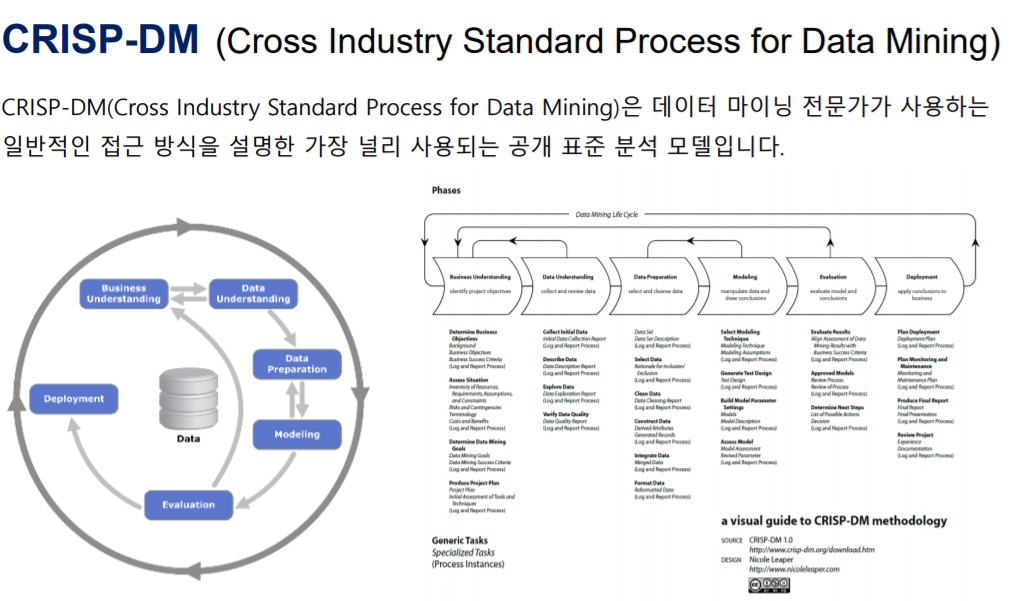 CRISP-DM (Cross Industry Standard Process for Data Mining)
CRISP-DM(Cross Industry Standard Process for Data Mining)은 데이터 마이닝 전문가가 사용하는
일반적인 접근 방식을 설명한 가장 널리 사용되는 공개 표준 분석 모델입니다.
Business
Understanding
Data
Understanding
Data
Preparation
Modeling
Evaluation
Deployment
Data
Phases
Data Mining Life Cycle
Business Understanding
identify project objectives
Data Understanding
collect and review data
Data Preparation
select and cleanse data
Modeling
manipulate data and
draw conclusions
Evaluation
evaluate model and
conclusions
Deployment
apply conclusions to
business
Determine Business
Objectives
Background
Business Objectives
Business Success Criteria
(Log and Report Process)
Assess Situation
Inventory of Resources,
Requirements, Assumptions,
and Constraints
Risks and Contingencies
Terminology
Costs and Benefits
(Log and Report Process)
Determine Data Mining
Goals
Data Mining Goals
Data Mining Success Criteria
(Log and Report Process)
Produce Project Plan
Project Plan
Initial Assessment of Tools and
Techniques
(Log and Report Process)
Collect Initial Data
Initial Data Collection Report
(Log and Report Process)
Describe Data
Data Description Report
(Log and Report Process)
Explore Data
Data Exploration Report
(Log and Report Process)
Verify Data Quality
Data Quality Report
(Log and Report Process)
Data Set
Data Set Description
(Log and Report Process)
Select Data
Rationale for Inclusion/
Exclusion
(Log and Report Process)
Clean Data
Data Cleaning Report
(Log and Report Process)
Construct Data
Derived Attributes
Generated Records
(Log and Report Process)
Integrate Data
Merged Data
(Log and Report Process)
Format Data
Reformatted Data
(Log and Report Process)
Select Modeling
Technique
Modeling Technique
Modeling Assumptions
(Log and Report Process)
Generate Test Design
Test Design
(Log and Report Process)
Build Model Parameter
Settings
Models
Model Description
(Log and Report Process)
Assess Model
Model Assessment
Revised Parameter
(Log and Report Process)
Evaluate Results
Align Assessment of Data
Mining Results with
Business Success Criteria
(Log and Report Process)
Approved Models
Review Process
Review of Process
(Log and Report Process)
Determine Next Steps
List of Possible Actions
Decision
(Log and Report Process)
Plan Deployment
Deployment Plan
(Log and Report Process)
Plan Monitoring and
Maintenance
Monitoring and
Maintenance Plan
(Log and Report Process)
Produce Final Report
Final Report
Final Presentation
(Log and Report Process)
Review Project
Experience
Documentation
(Log and Report Process)
Generic Tasks
Specialized Tasks
(Process Instances)
a visual guide to CRISP-DM methodology
SOURCE CRISP-DM 1.0
http://www.crisp-dm.org/download.htm
DESIGN Nicole Leaper
http://www.nicoleleaper.com